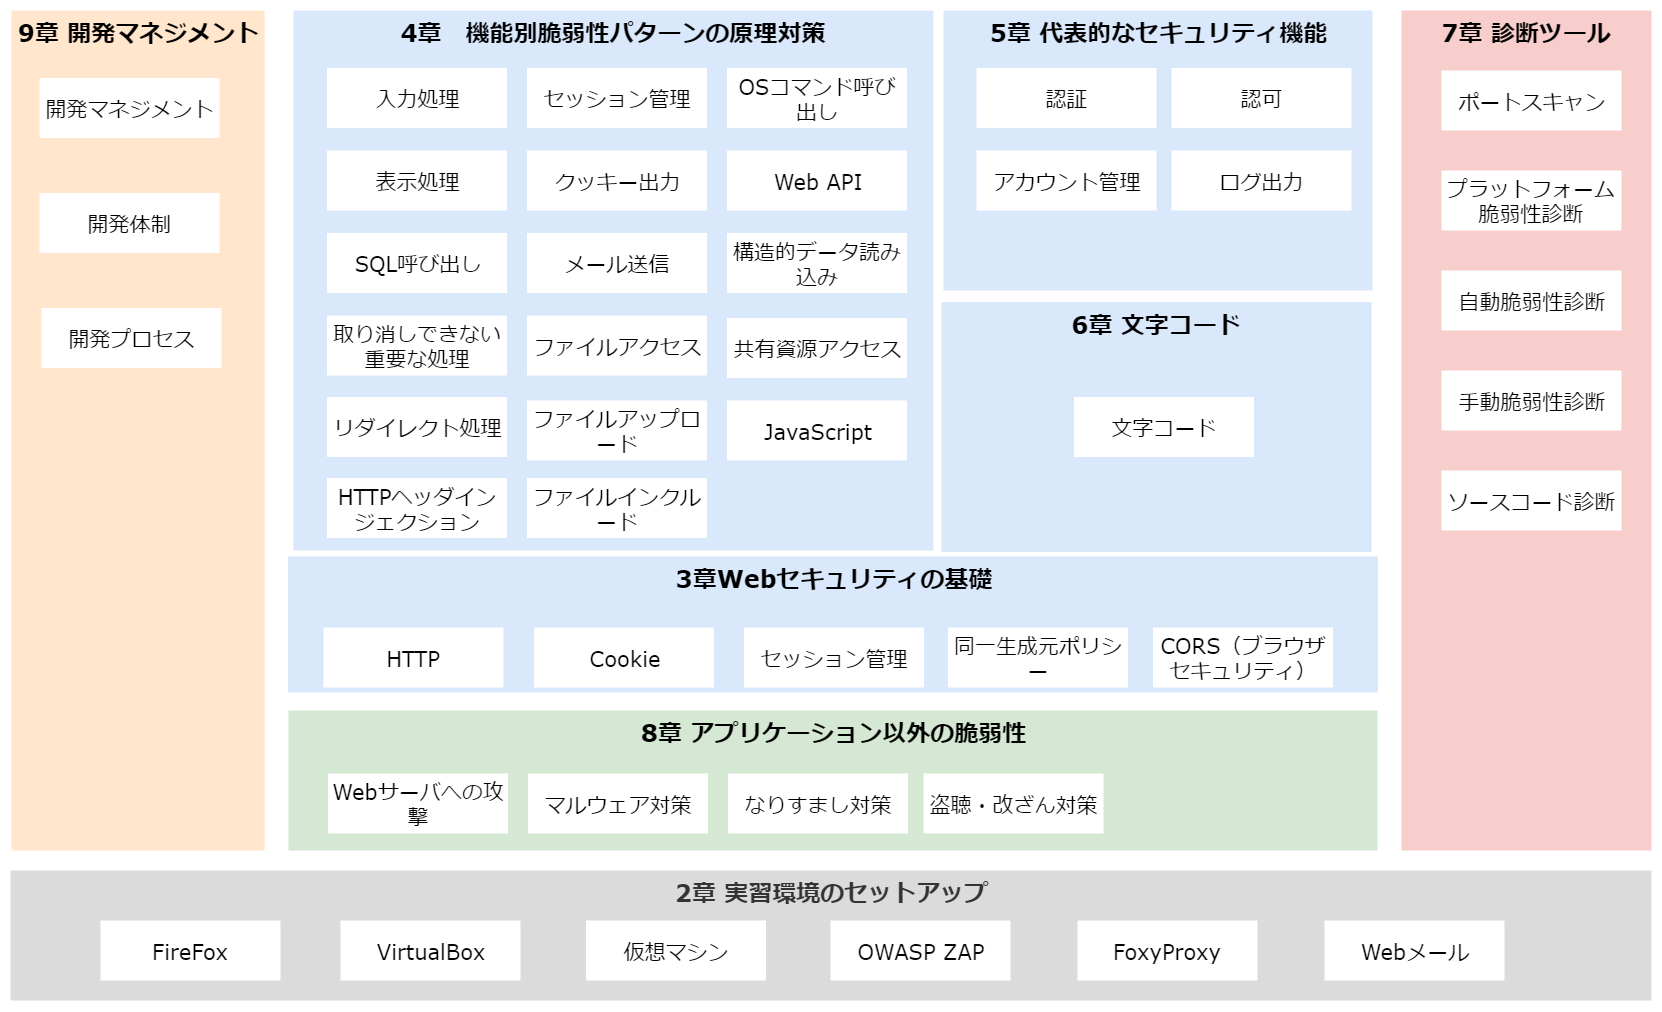 9章 開発マネジメント
開発マネジメント
開発体制
開発プロセス
4章　機能別脆弱性パターンの原理対策
入力処理
セッション管理
OSコマンド呼び
出し
表示処理
クッキー出力
Web API
SQL呼び出し
メール送信
構造的データ読み
込み
取り消しできない
重要な処理
ファイルアクセス
共有資源アクセス
リダイレクト処理
ファイルアップロ
ード
JavaScript
HTTPヘッダイン
ジェクション
ファイルインクル
ード
5章 代表的なセキュリティ機能
認証
認可
アカウント管理
ログ出力
6章 文字コード
文字コード
7章 診断ツール
ポートスキャン
プラットフォーム
脆弱性診断
自動脆弱性診断
手動脆弱性診断
ソースコード診断
3章Webセキュリティの基礎
HTTP
Cookie
セッション管理
同一生成元ポリシ
ー
CORS（ブラウザ
セキュリティ）
8章 アプリケーション以外の脆弱性
Webサーバへの攻
撃
マルウェア対策
なりすまし対策
盗聴・改ざん対策
2章 実習環境のセットアップ
FireFox
VirtualBox
仮想マシン
OWASP ZAP
FoxyProxy
Webメール